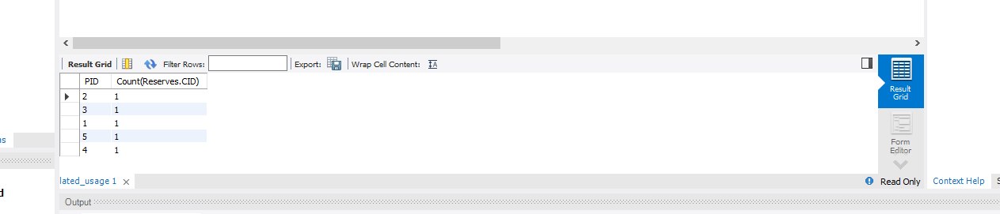 Result Grid Filter Rows: Export: Wrap Cell Content:
PID Count(Reserves.CID)
2 1
3 1
1 1
5 1
4 1
Result
Grid
Form
Editor
ns
lated_usage 1
Read Only
Context Help S
d
Output